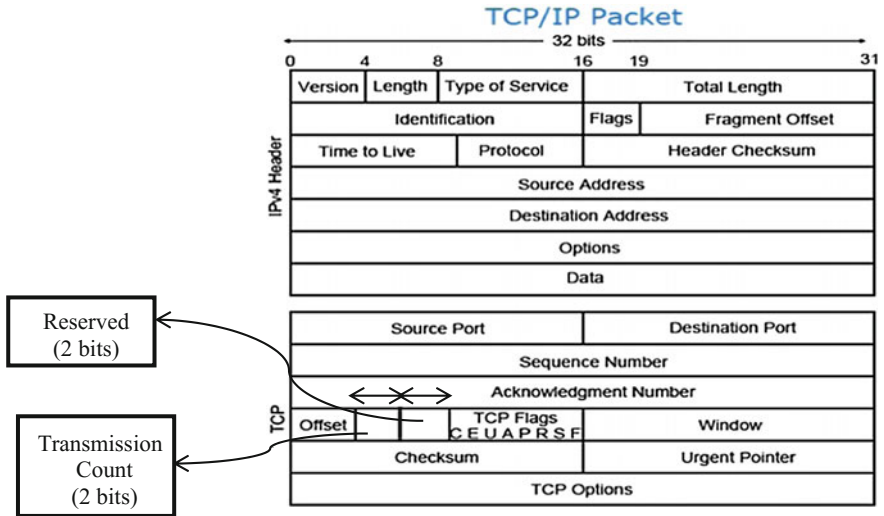 TCP/IP Packet
32 bits
0 4 8 16 19 31
Version Length Type of Service Total Length
Identification Flags Fragment Offset
Time to Live Protocol Header Checksum
Source Address
Destination Address
Options
Data
IPv4 Header
Reserved
(2 bits)
Source Port Destination Port
Sequence Number
Acknowledgment Number
Offset TCP Flags Window
C E U A P R S F
Checksum Urgent Pointer
TCP Options
TCP
Transmission
Count
(2 bits)